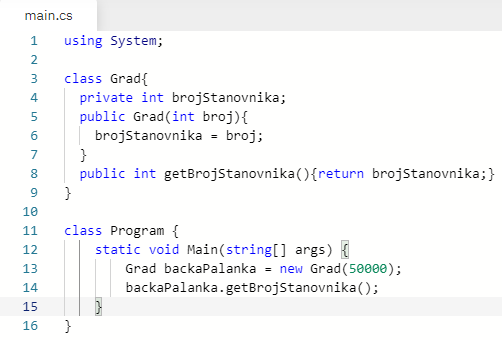 main.cs
1 using System;
2
3 class Grad{
4 private int brojStanovnika;
5 public Grad(int broj){
6 brojStanovnika = broj;
7 }
8 public int getBrojStanovnika(){return brojStanovnika;}
9 }
10
11 class Program {
12 static void Main(string[] args) {
13 Grad backaPalanka = new Grad(50000);
14 backaPalanka.getBrojStanovnika();
15 }
16 }